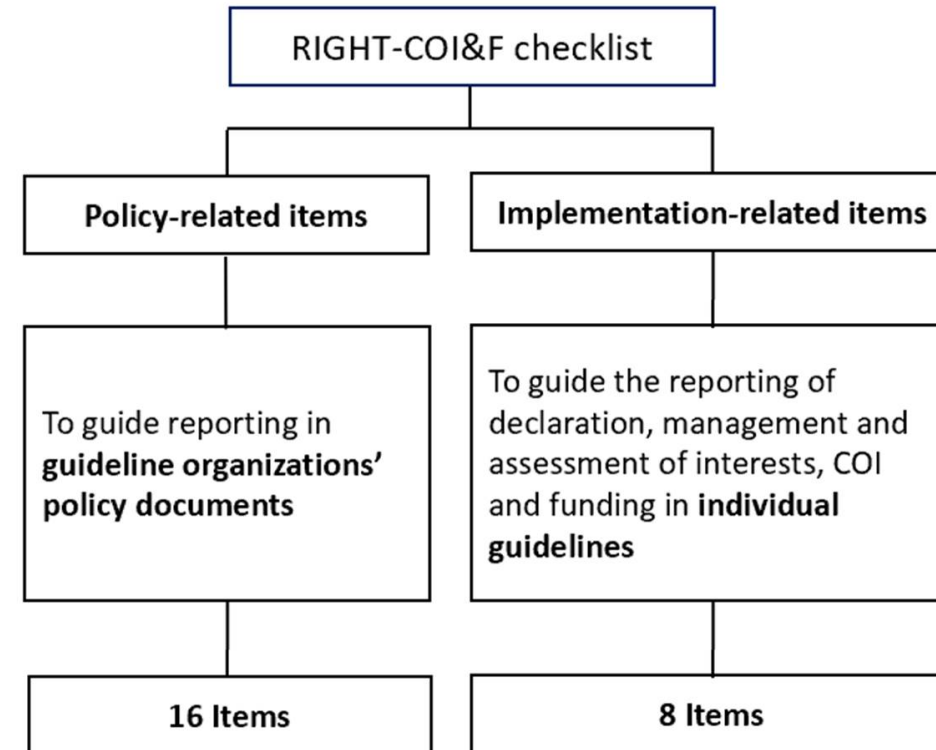 RIGHT-COI&F checklist
Policy-related items
Implementation-related items
To guide reporting in
guideline organizations’
policy documents
To guide the reporting of
declaration, management and
assessment of interests, COI
and funding in individual
guidelines
16 Items
8 Items